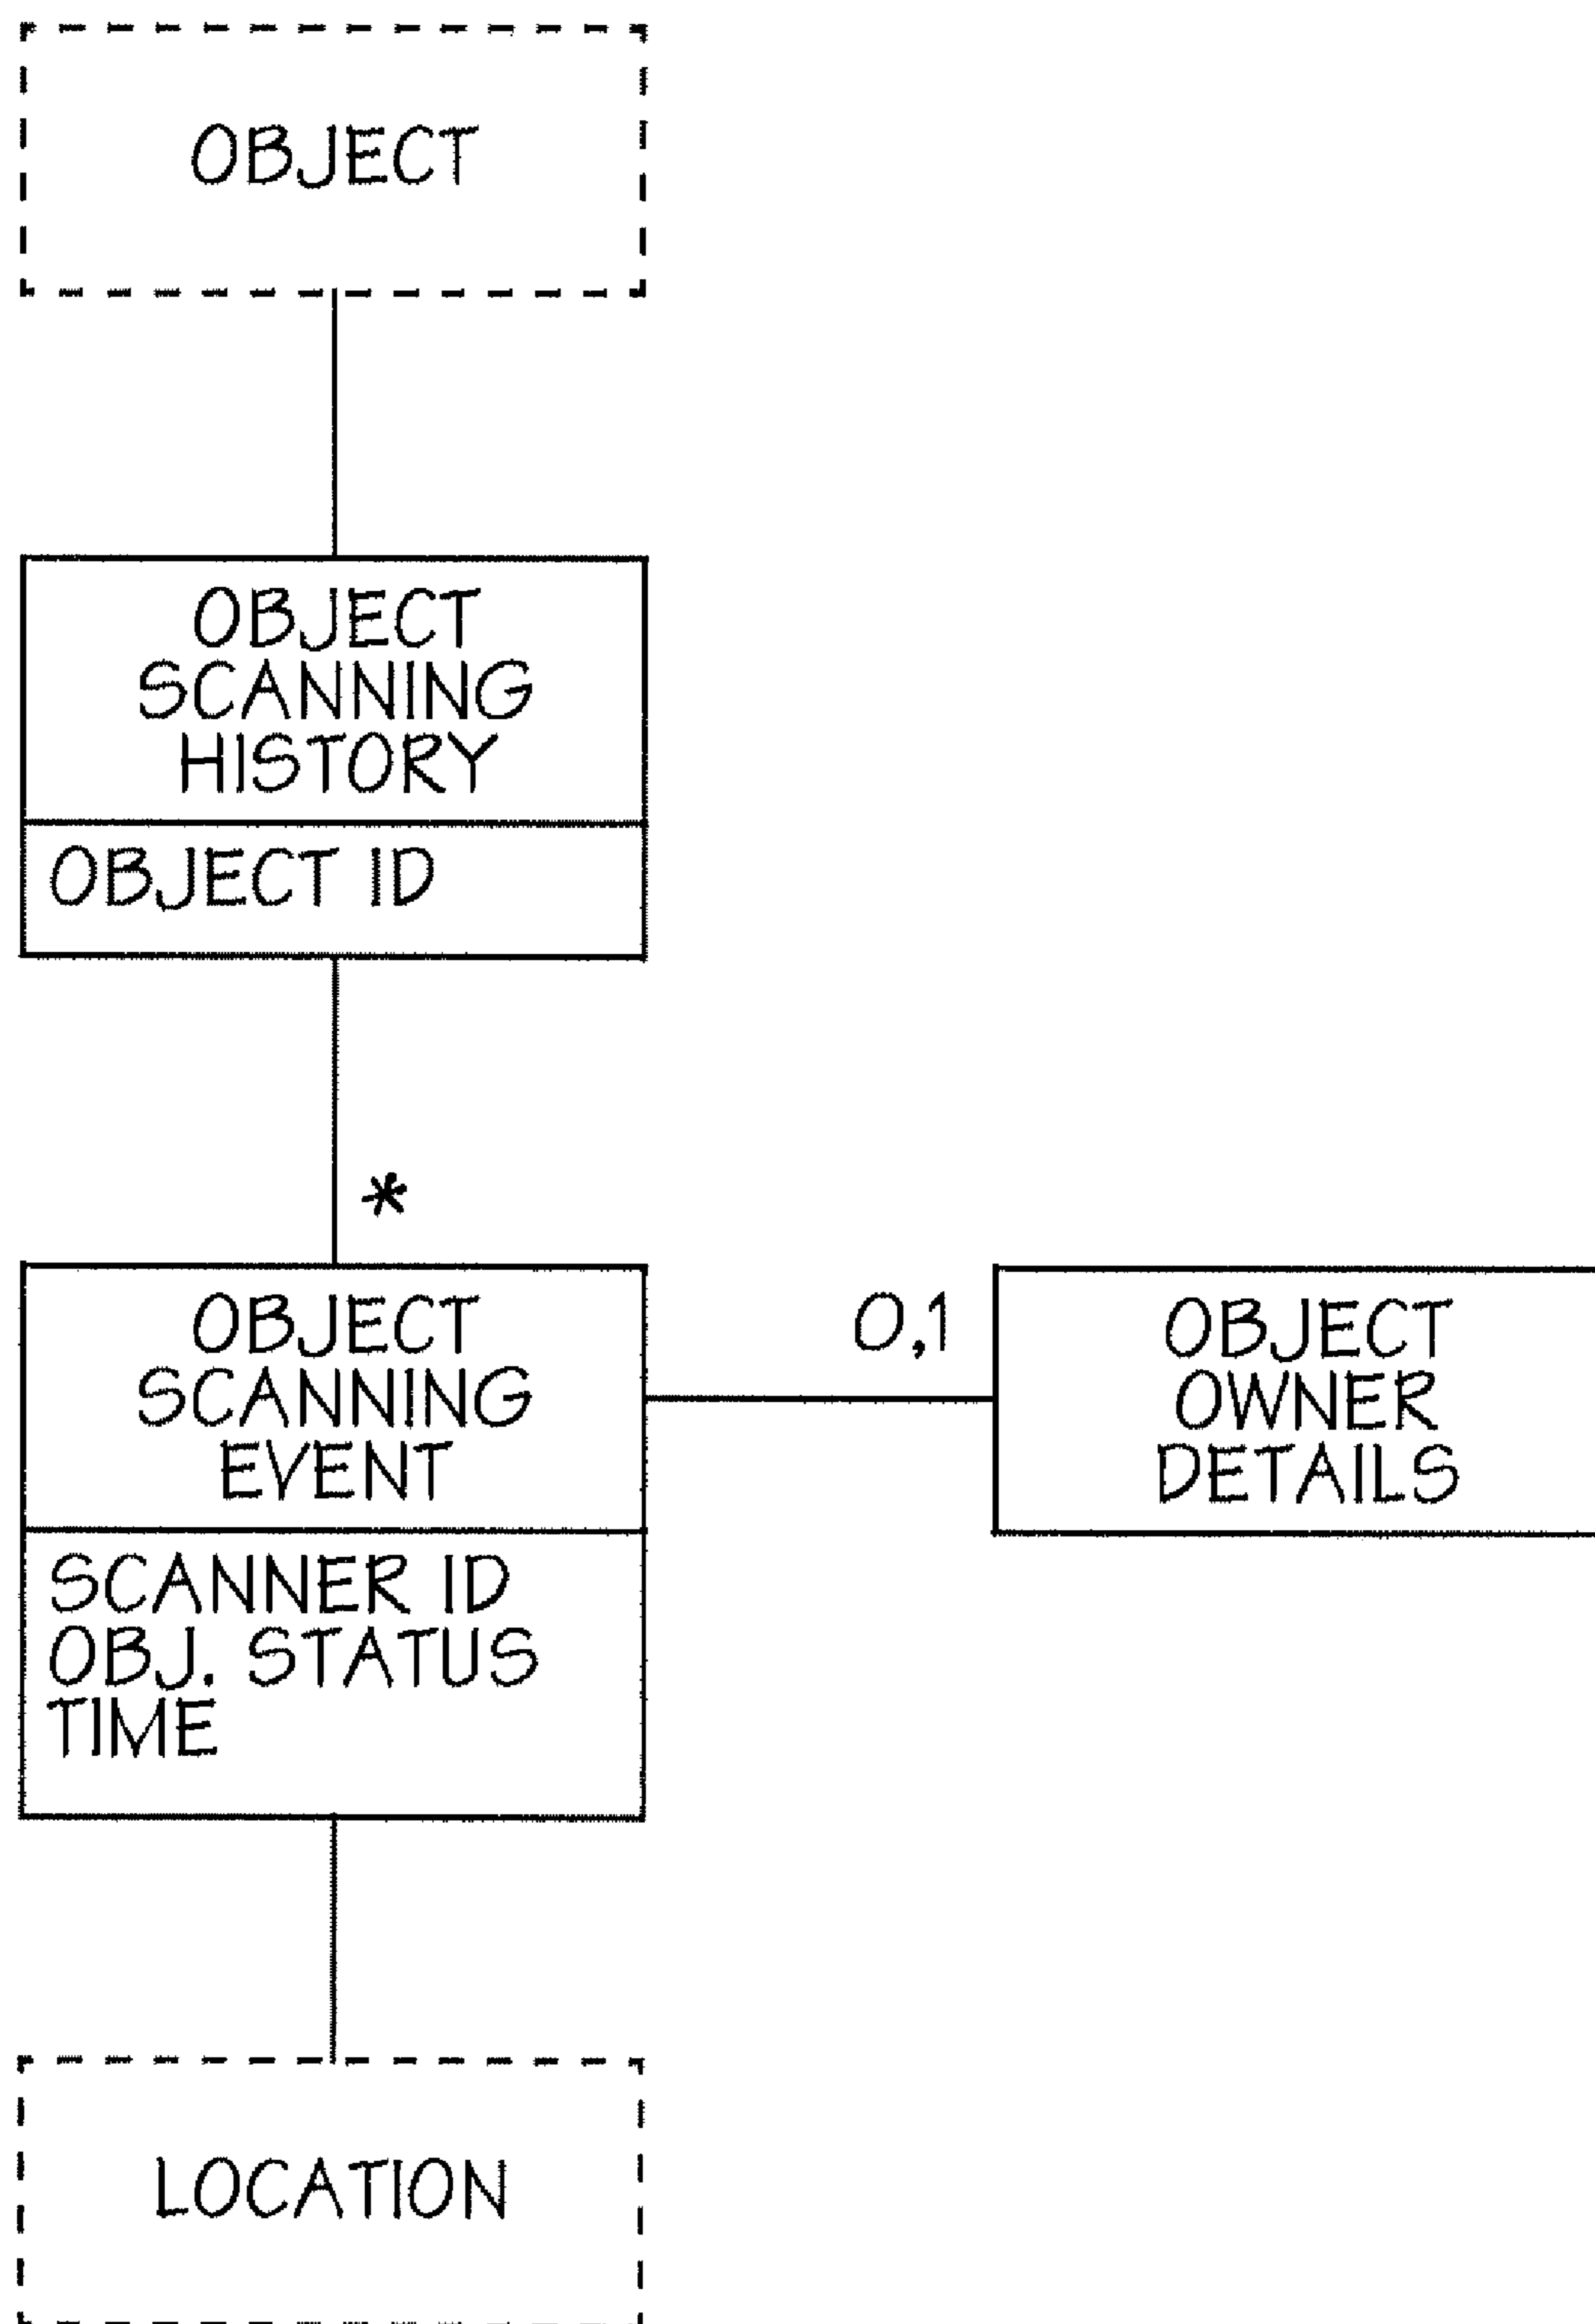 OBJECT
OBJECT
SCANNING
HISTORY
OBJECT ID
*
OBJECT
SCANNING
EVENT
SCANNER ID
OBJ. STATUS
TIME
0,1
OBJECT
OWNER
DETAILS
LOCATION